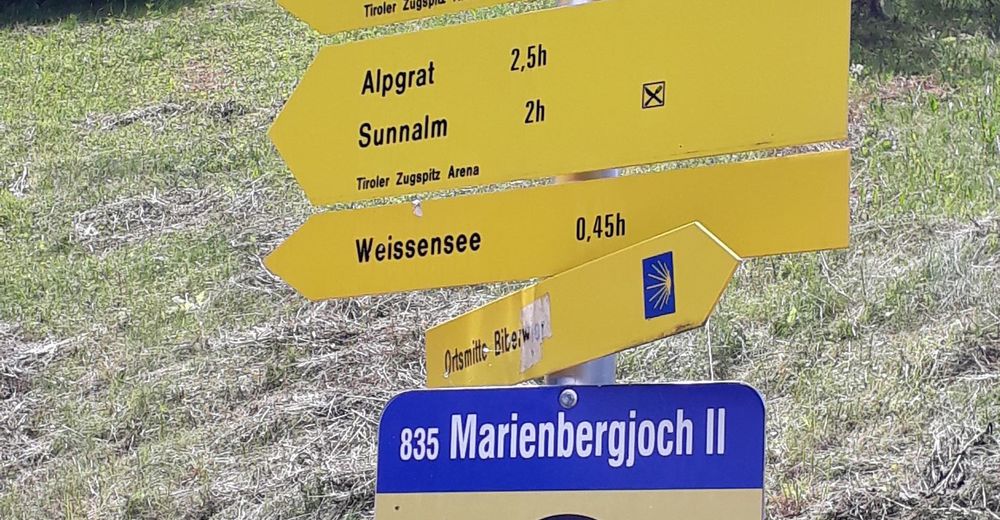 Tiroler Zugspitz
Alpgrat 2,5h
Sunnalm 2h
Tiroler Zugspitz Arena
Weissensee 0,45h
Ortsmitte Biberwier
835 Marienbergjoch II